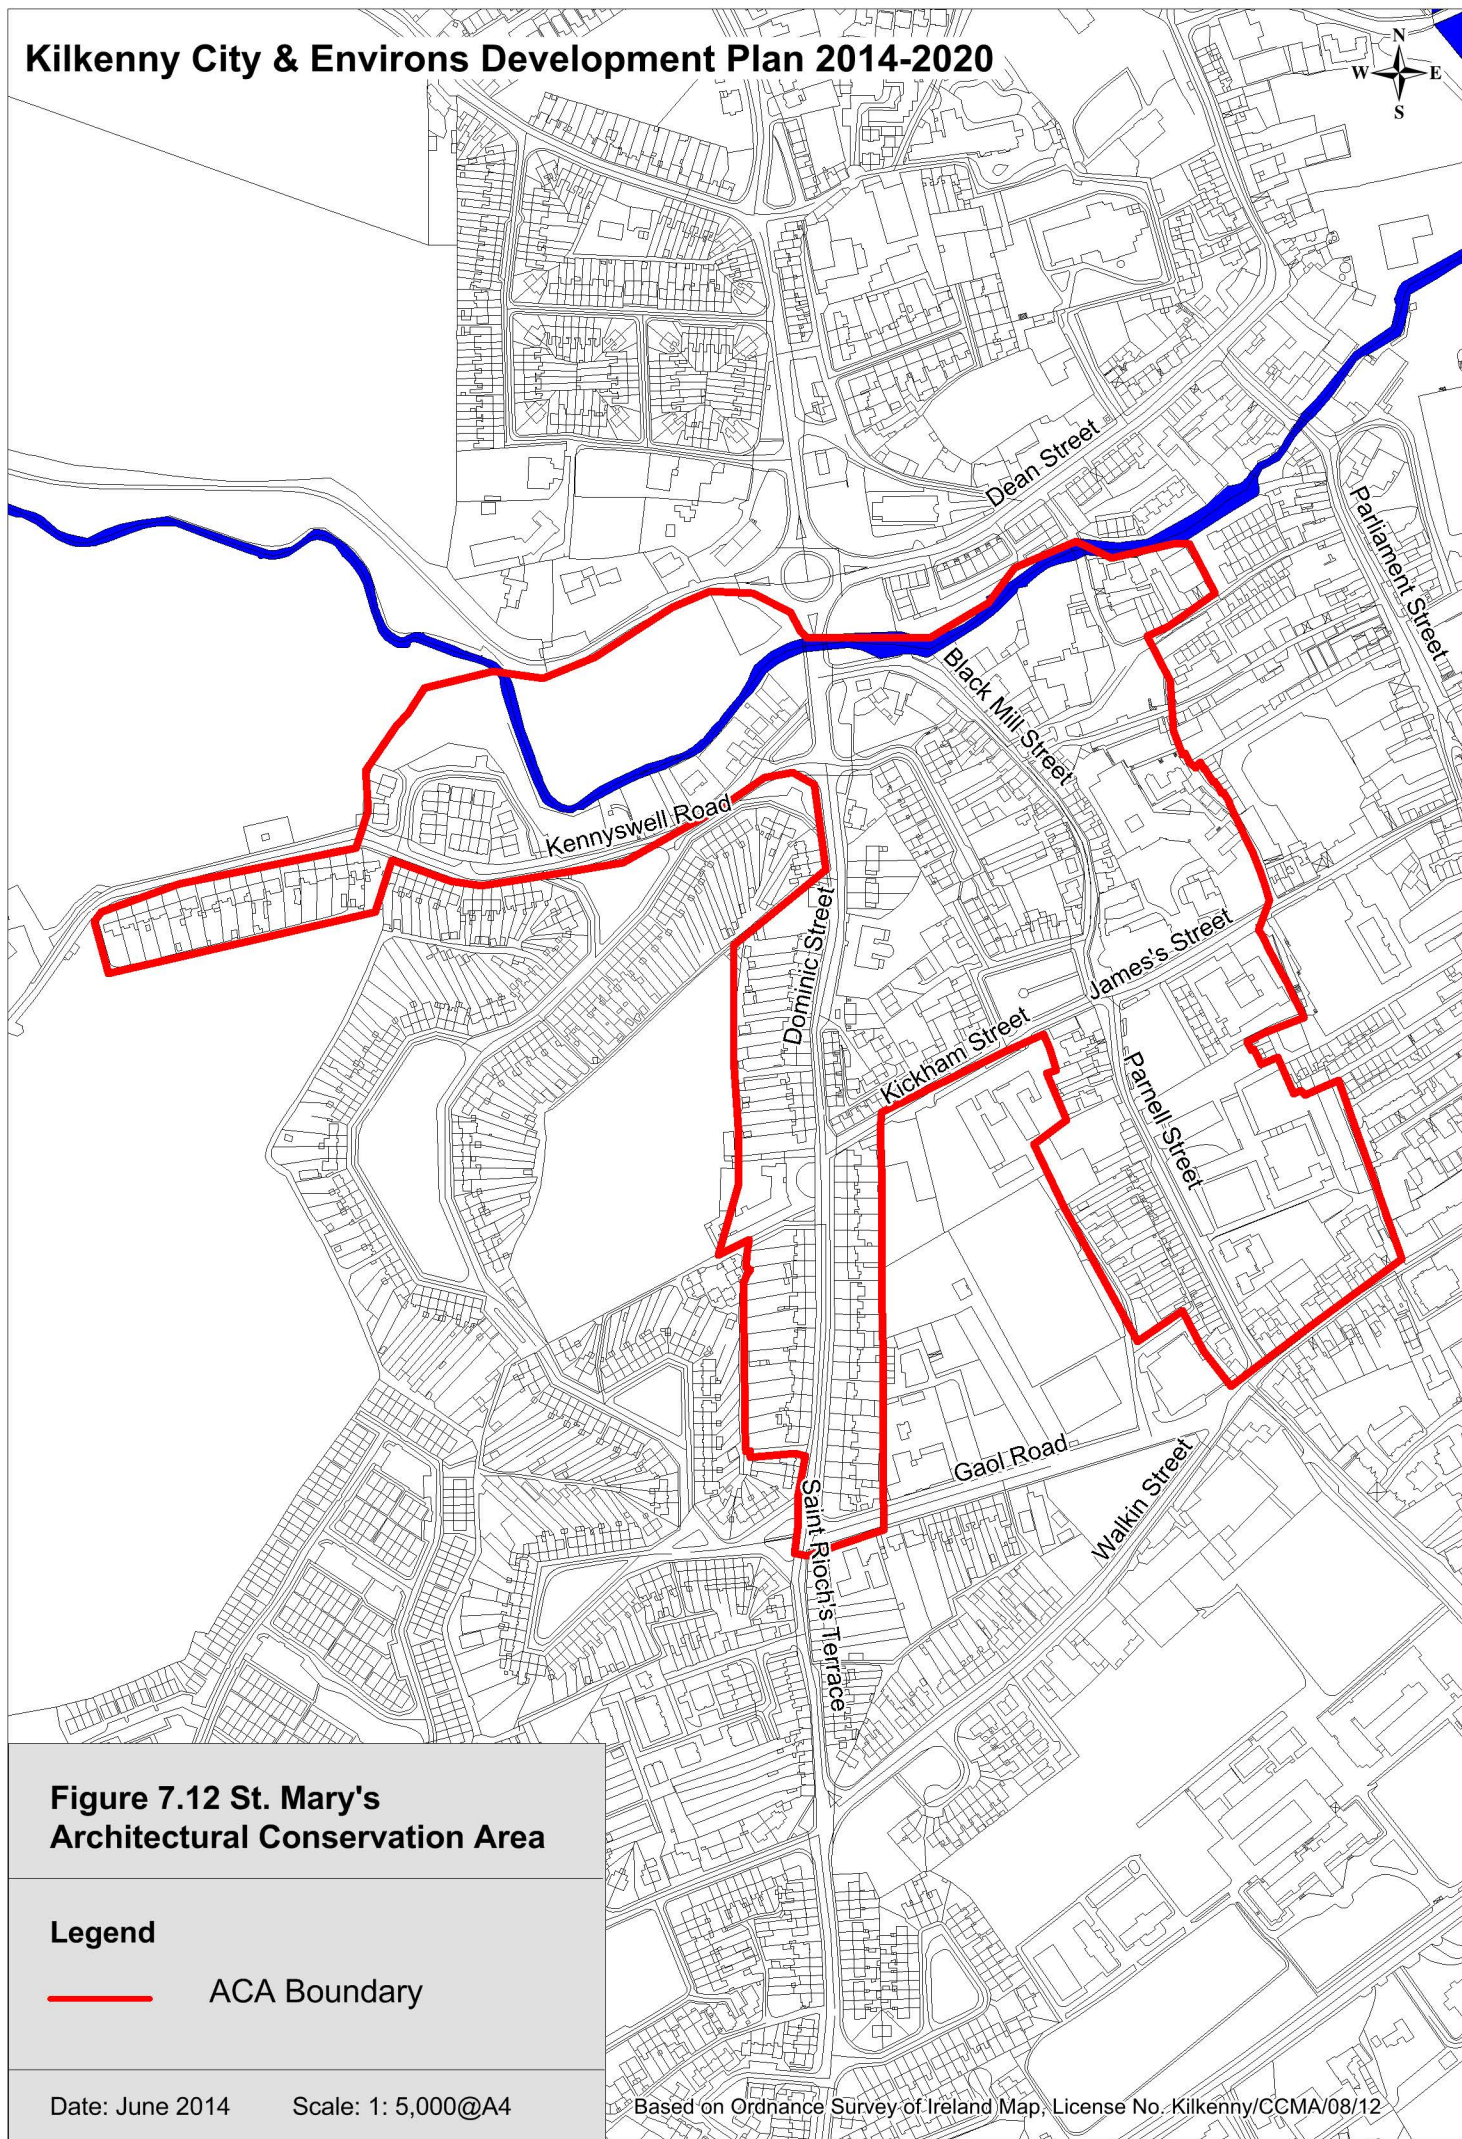 Kilkenny City & Environs Development Plan 2014-2020
N
W E
S
Dean Street
Parliament Street
Black Mill Street
Kennyswell Road
Dominic Street
James's Street
Kickham Street
Parnell Street
Gaol Road
Walkin Street
Saint Rioch's Terrace
Figure 7.12 St. Mary's
Architectural Conservation Area
Legend
ACA Boundary
Date: June 2014 Scale: 1: 5,000@A4
Based on Ordnance Survey of Ireland Map, License No. Kilkenny/CCMA/08/12